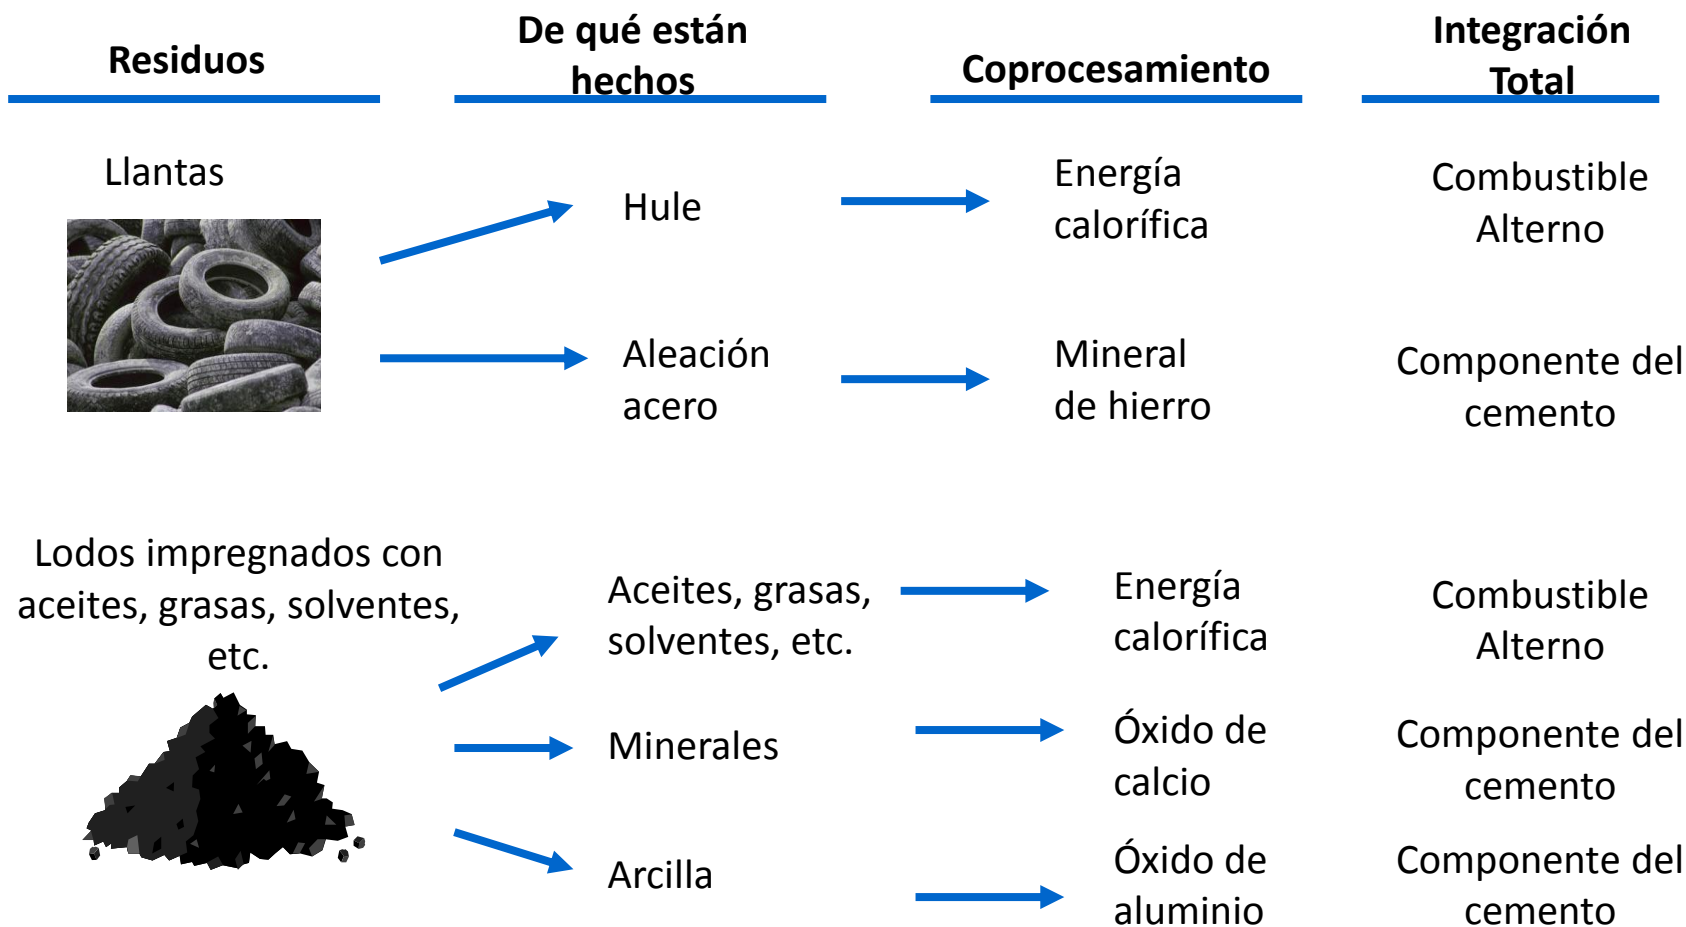 Residuos
De qué están
hechos
Coprocesamiento
Integración
Total
Llantas
Hule
Energía
calorífica
Combustible
Alterno
Aleación
acero
Mineral
de hierro
Componente del
cemento
Lodos impregnados con
aceites, grasas, solventes,
etc.
Aceites, grasas,
solventes, etc.
Energía
calorífica
Combustible
Alterno
Minerales
Óxido de
calcio
Componente del
cemento
Arcilla
Óxido de
aluminio
Componente del
cemento